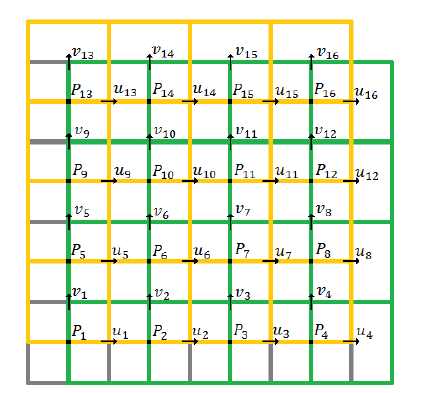 v₁₃ v₁₄ v₁₅ v₁₆
P₁₃ u₁₃ P₁₄ u₁₄ P₁₅ u₁₅ P₁₆ u₁₆
v₉ v₁₀ v₁₁ v₁₂
P₉ u₉ P₁₀ u₁₀ P₁₁ u₁₁ P₁₂ u₁₂
v₅ v₆ v₇ v₈
P₅ u₅ P₆ u₆ P₇ u₇ P₈ u₈
v₁ v₂ v₃ v₄
P₁ u₁ P₂ u₂ P₃ u₃ P₄ u₄